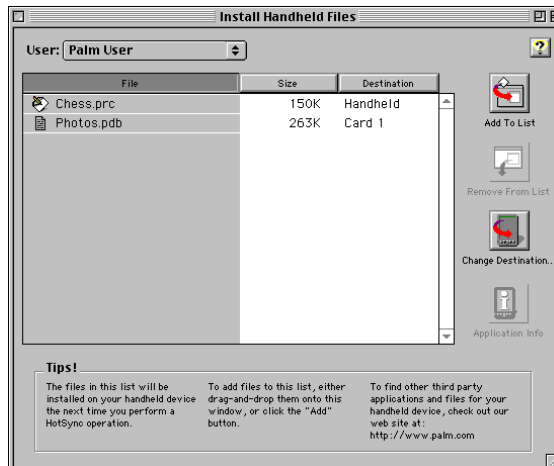 Install Handheld Files
User: Palm User
File Size Destination
Chess.prc 150K Handheld
Photos.pdb 263K Card 1
Add To List
Remove From List
Change Destination..
Application Info
Tips!
The files in this list will be
installed on your handheld device
the next time you perform a
HotSync operation.
To add files to this list, either
drag-and-drop them onto this
window, or click the "Add"
button.
To find other third party
applications and files for your
handheld device, check out our
web site at:
http://www.palm.com